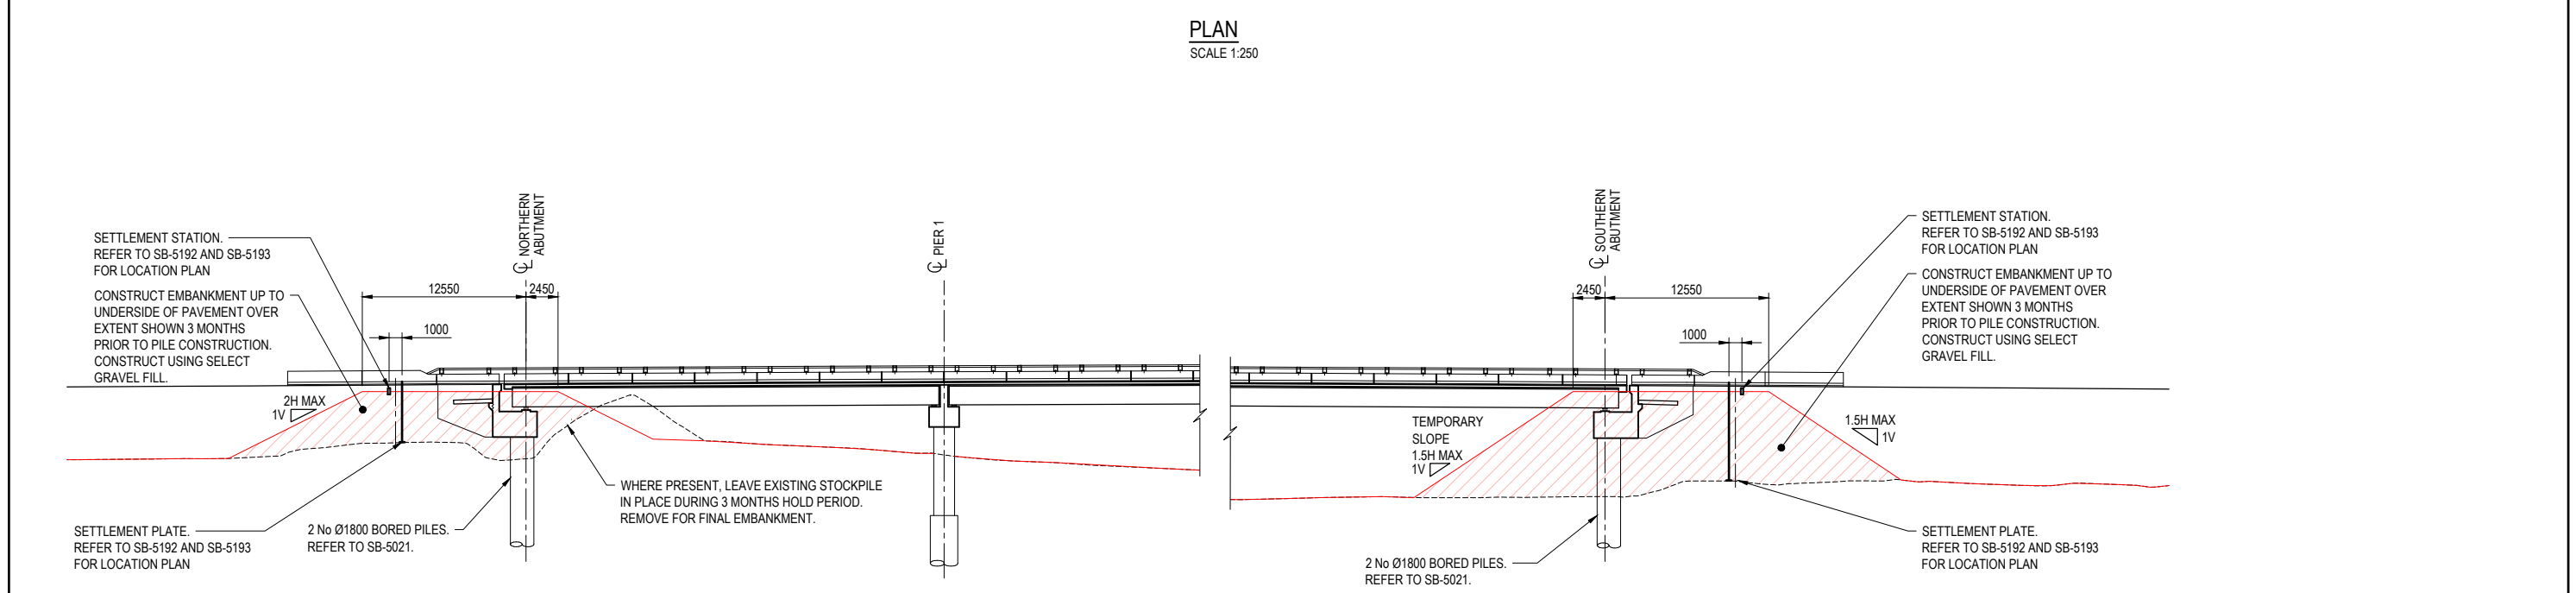 PLAN
SCALE 1:250
SETTLEMENT STATION.
REFER TO SB-5192 AND SB-5193
FOR LOCATION PLAN
CONSTRUCT EMBANKMENT UP TO
UNDERSIDE OF PAVEMENT OVER
EXTENT SHOWN 3 MONTHS
PRIOR TO PILE CONSTRUCTION.
CONSTRUCT USING SELECT
GRAVEL FILL.
12550
2450
1000
℄ NORTHERN
ABUTMENT
℄ PIER 1
2H MAX
1V
SETTLEMENT PLATE.
REFER TO SB-5192 AND SB-5193
FOR LOCATION PLAN
2 No Ø1800 BORED PILES.
REFER TO SB-5021.
WHERE PRESENT, LEAVE EXISTING STOCKPILE
IN PLACE DURING 3 MONTHS HOLD PERIOD.
REMOVE FOR FINAL EMBANKMENT.
℄ SOUTHERN
ABUTMENT
2450
12550
1000
TEMPORARY
SLOPE
1.5H MAX
1V
1.5H MAX
1V
2 No Ø1800 BORED PILES.
REFER TO SB-5021.
SETTLEMENT STATION.
REFER TO SB-5192 AND SB-5193
FOR LOCATION PLAN
CONSTRUCT EMBANKMENT UP TO
UNDERSIDE OF PAVEMENT OVER
EXTENT SHOWN 3 MONTHS
PRIOR TO PILE CONSTRUCTION.
CONSTRUCT USING SELECT
GRAVEL FILL.
SETTLEMENT PLATE.
REFER TO SB-5192 AND SB-5193
FOR LOCATION PLAN